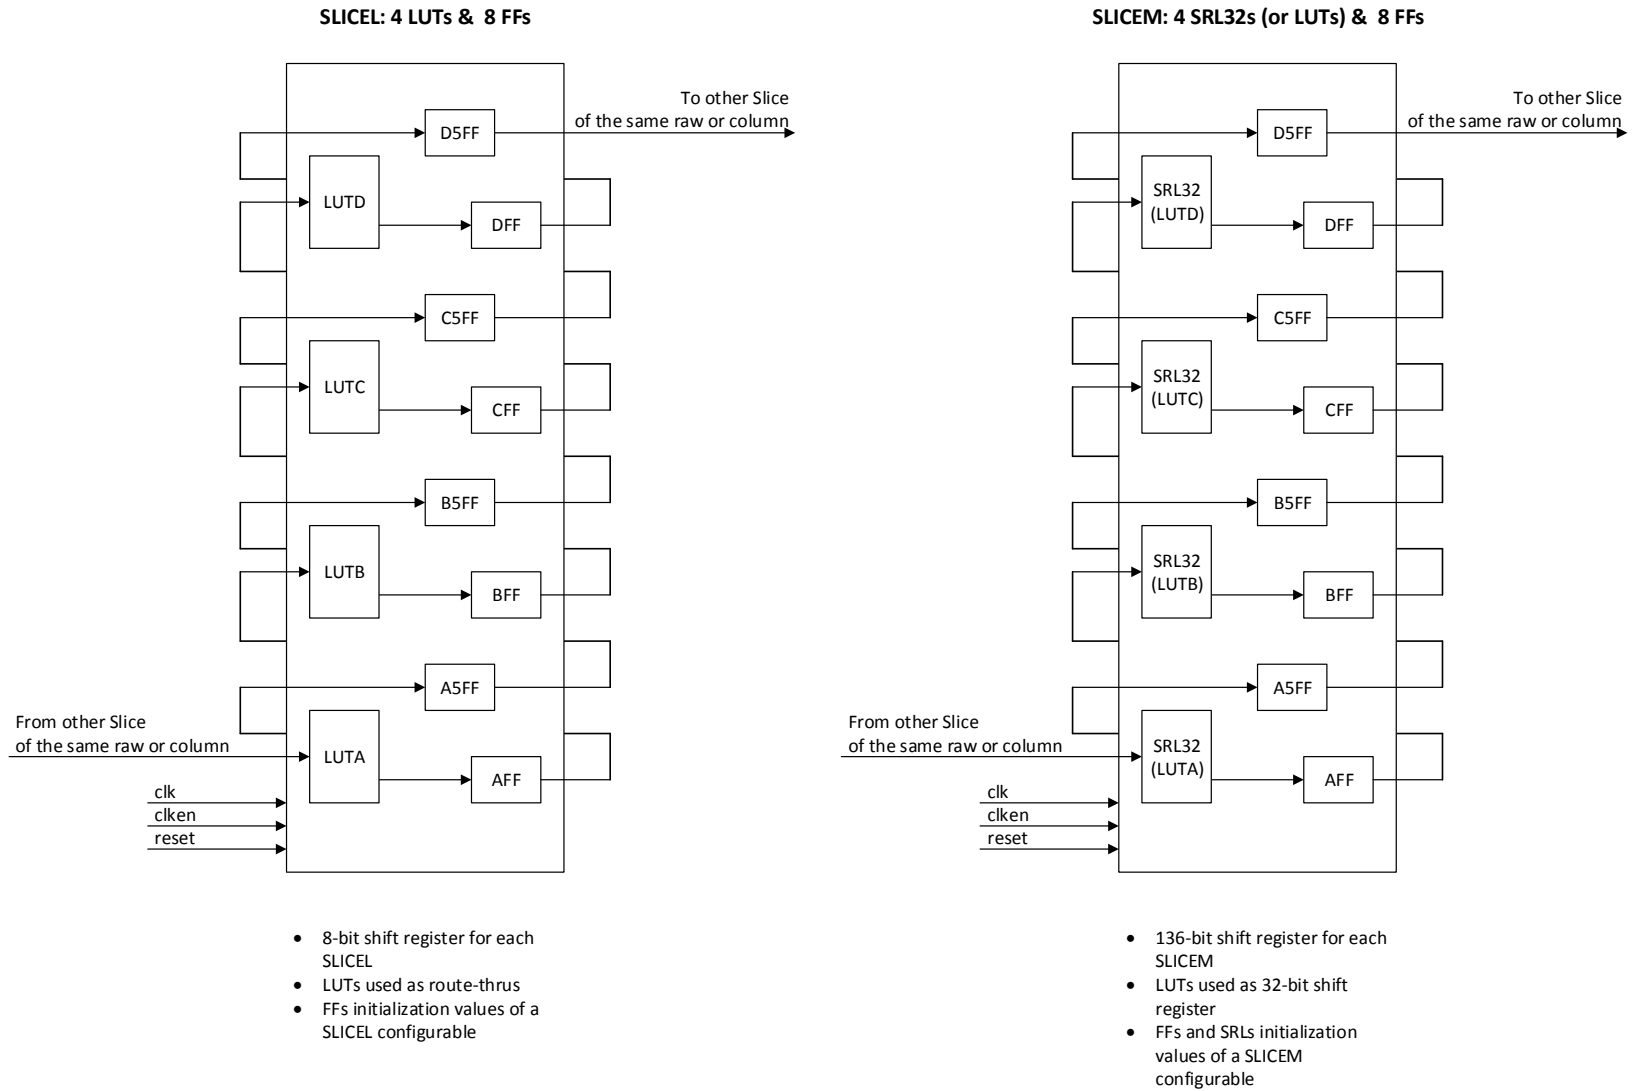 SLICEL: 4 LUTs & 8 FFs
To other Slice
of the same raw or column
D5FF
LUTD
DFF
C5FF
LUTC
CFF
B5FF
LUTB
BFF
A5FF
From other Slice
of the same raw or column
LUTA
AFF
clk
clken
reset
• 8-bit shift register for each
SLICEL
• LUTs used as route-thrus
• FFs initialization values of a
SLICEL configurable
SLICEM: 4 SRL32s (or LUTs) & 8 FFs
To other Slice
of the same raw or column
D5FF
SRL32
(LUTD)
DFF
C5FF
SRL32
(LUTC)
CFF
B5FF
SRL32
(LUTB)
BFF
A5FF
From other Slice
of the same raw or column
SRL32
(LUTA)
AFF
clk
clken
reset
• 136-bit shift register for each
SLICEM
• LUTs used as 32-bit shift
register
• FFs and SRLs initialization
values of a SLICEM
configurable